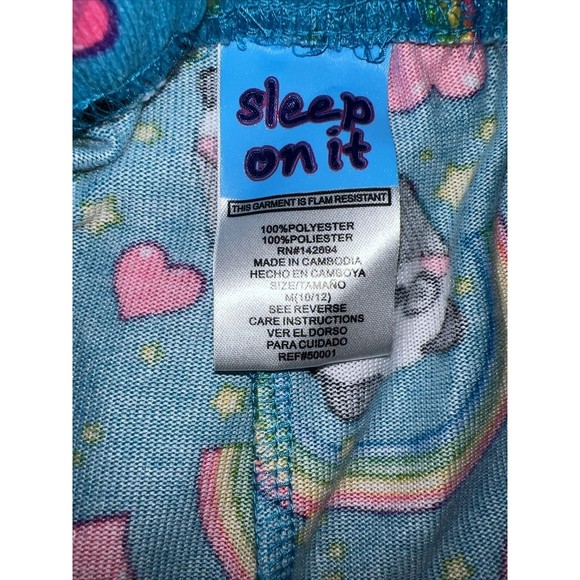 sleep
on it
THIS GARMENT IS FLAM RESISTANT
100%POLYESTER
100%POLIESTER
RN#142694
MADE IN CAMBODIA
HECHO EN CAMBOYA
SIZE/TAMAÑO
M(10/12)
SEE REVERSE
CARE INSTRUCTIONS
VER EL DORSO
PARA CUIDADO
REF#50001